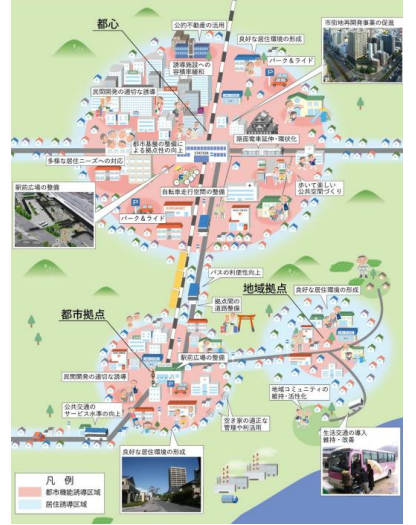 都心
公的不動産の活用
良好な居住環境の形成
市街地再開発事業の促進
誘導施設への
容積率緩和
パーク＆ライド
民間開発の適切な誘導
都市基盤の整備
による拠点性の向上
路面電車延伸・環状化
STATION
多様な居住ニーズへの対応
駅前広場の整備
自転車走行空間の整備
歩いて楽しい
公共空間づくり
パーク＆ライド
バスの利便性向上
地域拠点
良好な居住環境の形成
拠点間の
道路整備
都市拠点
駅前広場の整備
民間開発の適切な誘導
地域コミュニティの
維持・活性化
公共交通の
サービス水準の向上
空き家の適正な
管理や利活用
生活交通の導入
維持・改善
良好な居住環境の形成
凡 例
都市機能誘導区域
居住誘導区域